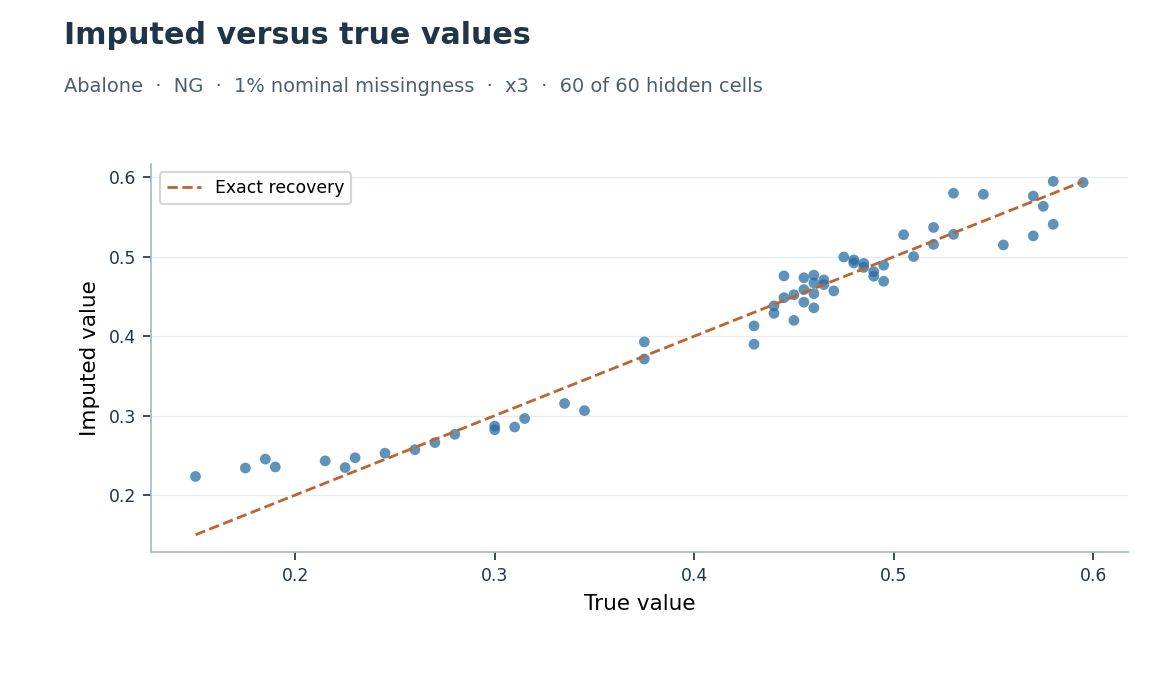 Imputed versus true values
Abalone · NG · 1% nominal missingness · x3 · 60 of 60 hidden cells
Exact recovery
0.6
0.5
0.4
0.3
0.2
Imputed value
0.2 0.3 0.4 0.5 0.6
True value